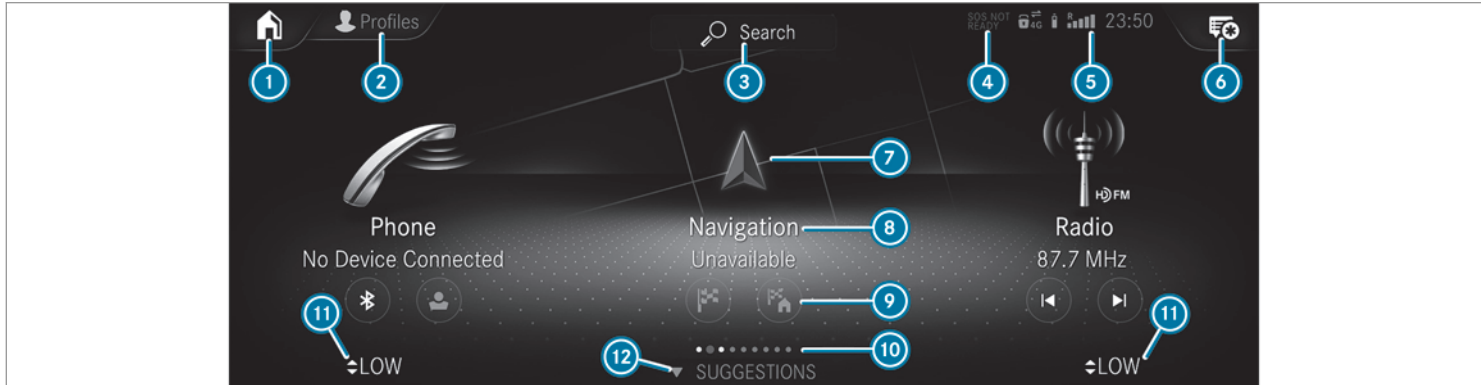 Profiles
Search
SOS NOT
READY
4G
R
23:50
1
2
3
4
5
6
7
HD FM
Phone
Navigation
8
Radio
No Device Connected
Unavailable
87.7 MHz
9
11
11
10
12
LOW
SUGGESTIONS
LOW